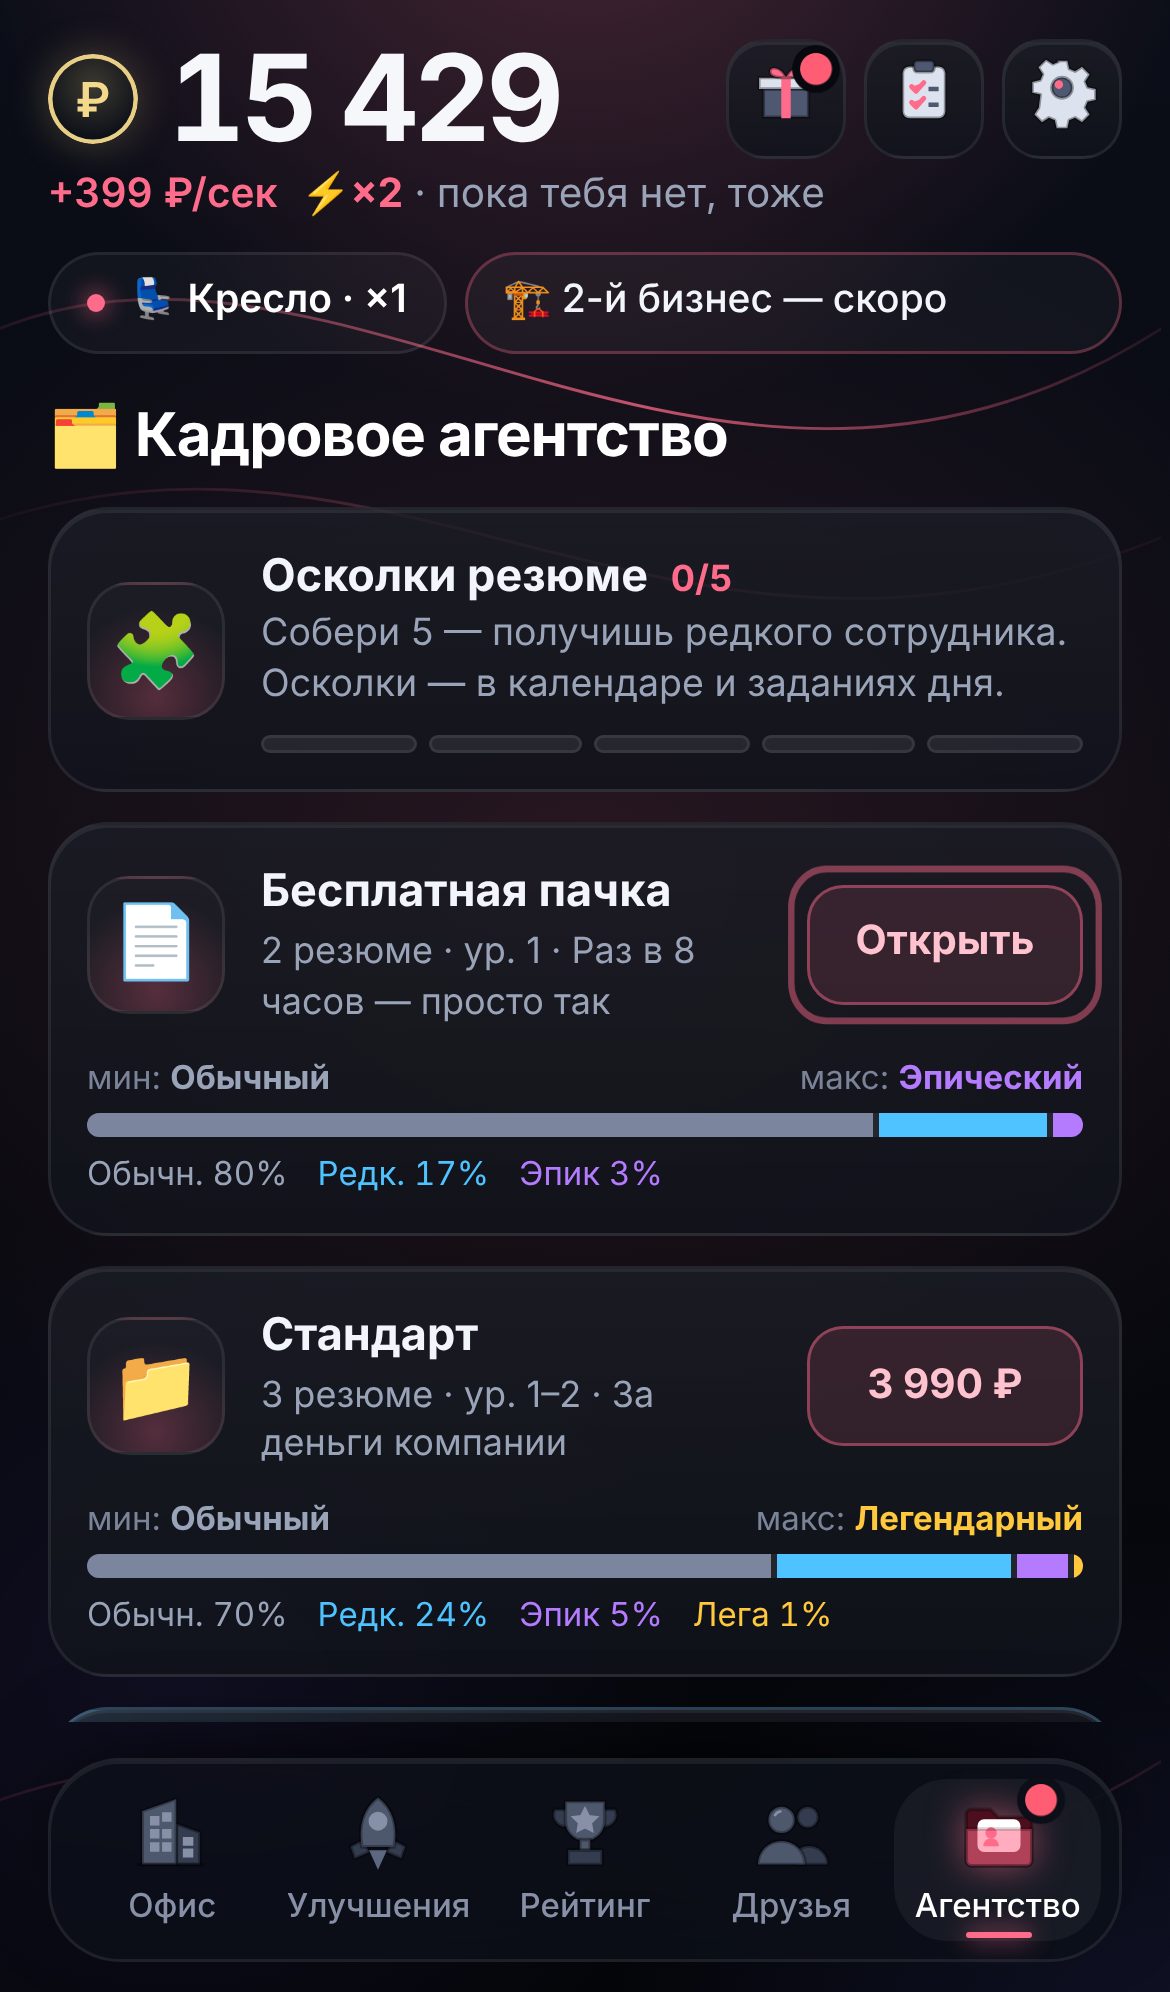 ₽ 15 429
+399 ₽/сек ⚡×2 · пока тебя нет, тоже
Кресло · ×1
2-й бизнес — скоро
Кадровое агентство
Осколки резюме 0/5
Собери 5 — получишь редкого сотрудника.
Осколки — в календаре и заданиях дня.
Бесплатная пачка
2 резюме · ур. 1 · Раз в 8
часов — просто так
Открыть
мин: Обычный
макс: Эпический
Обычн. 80% Редк. 17% Эпик 3%
Стандарт
3 резюме · ур. 1–2 · За
деньги компании
3 990 ₽
мин: Обычный
макс: Легендарный
Обычн. 70% Редк. 24% Эпик 5% Лега 1%
Офис
Улучшения
Рейтинг
Друзья
Агентство